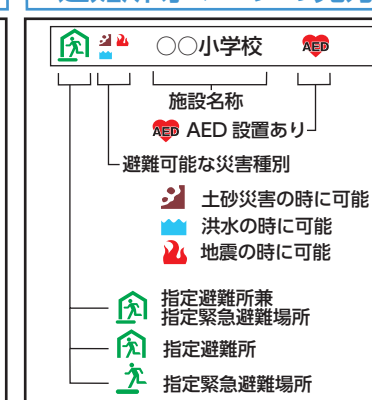 ○○小学校 AED
施設名称
AED AED 設置あり
避難可能な災害種別
土砂災害の時に可能
洪水の時に可能
地震の時に可能
指定避難所兼
指定緊急避難場所
指定避難所
指定緊急避難場所